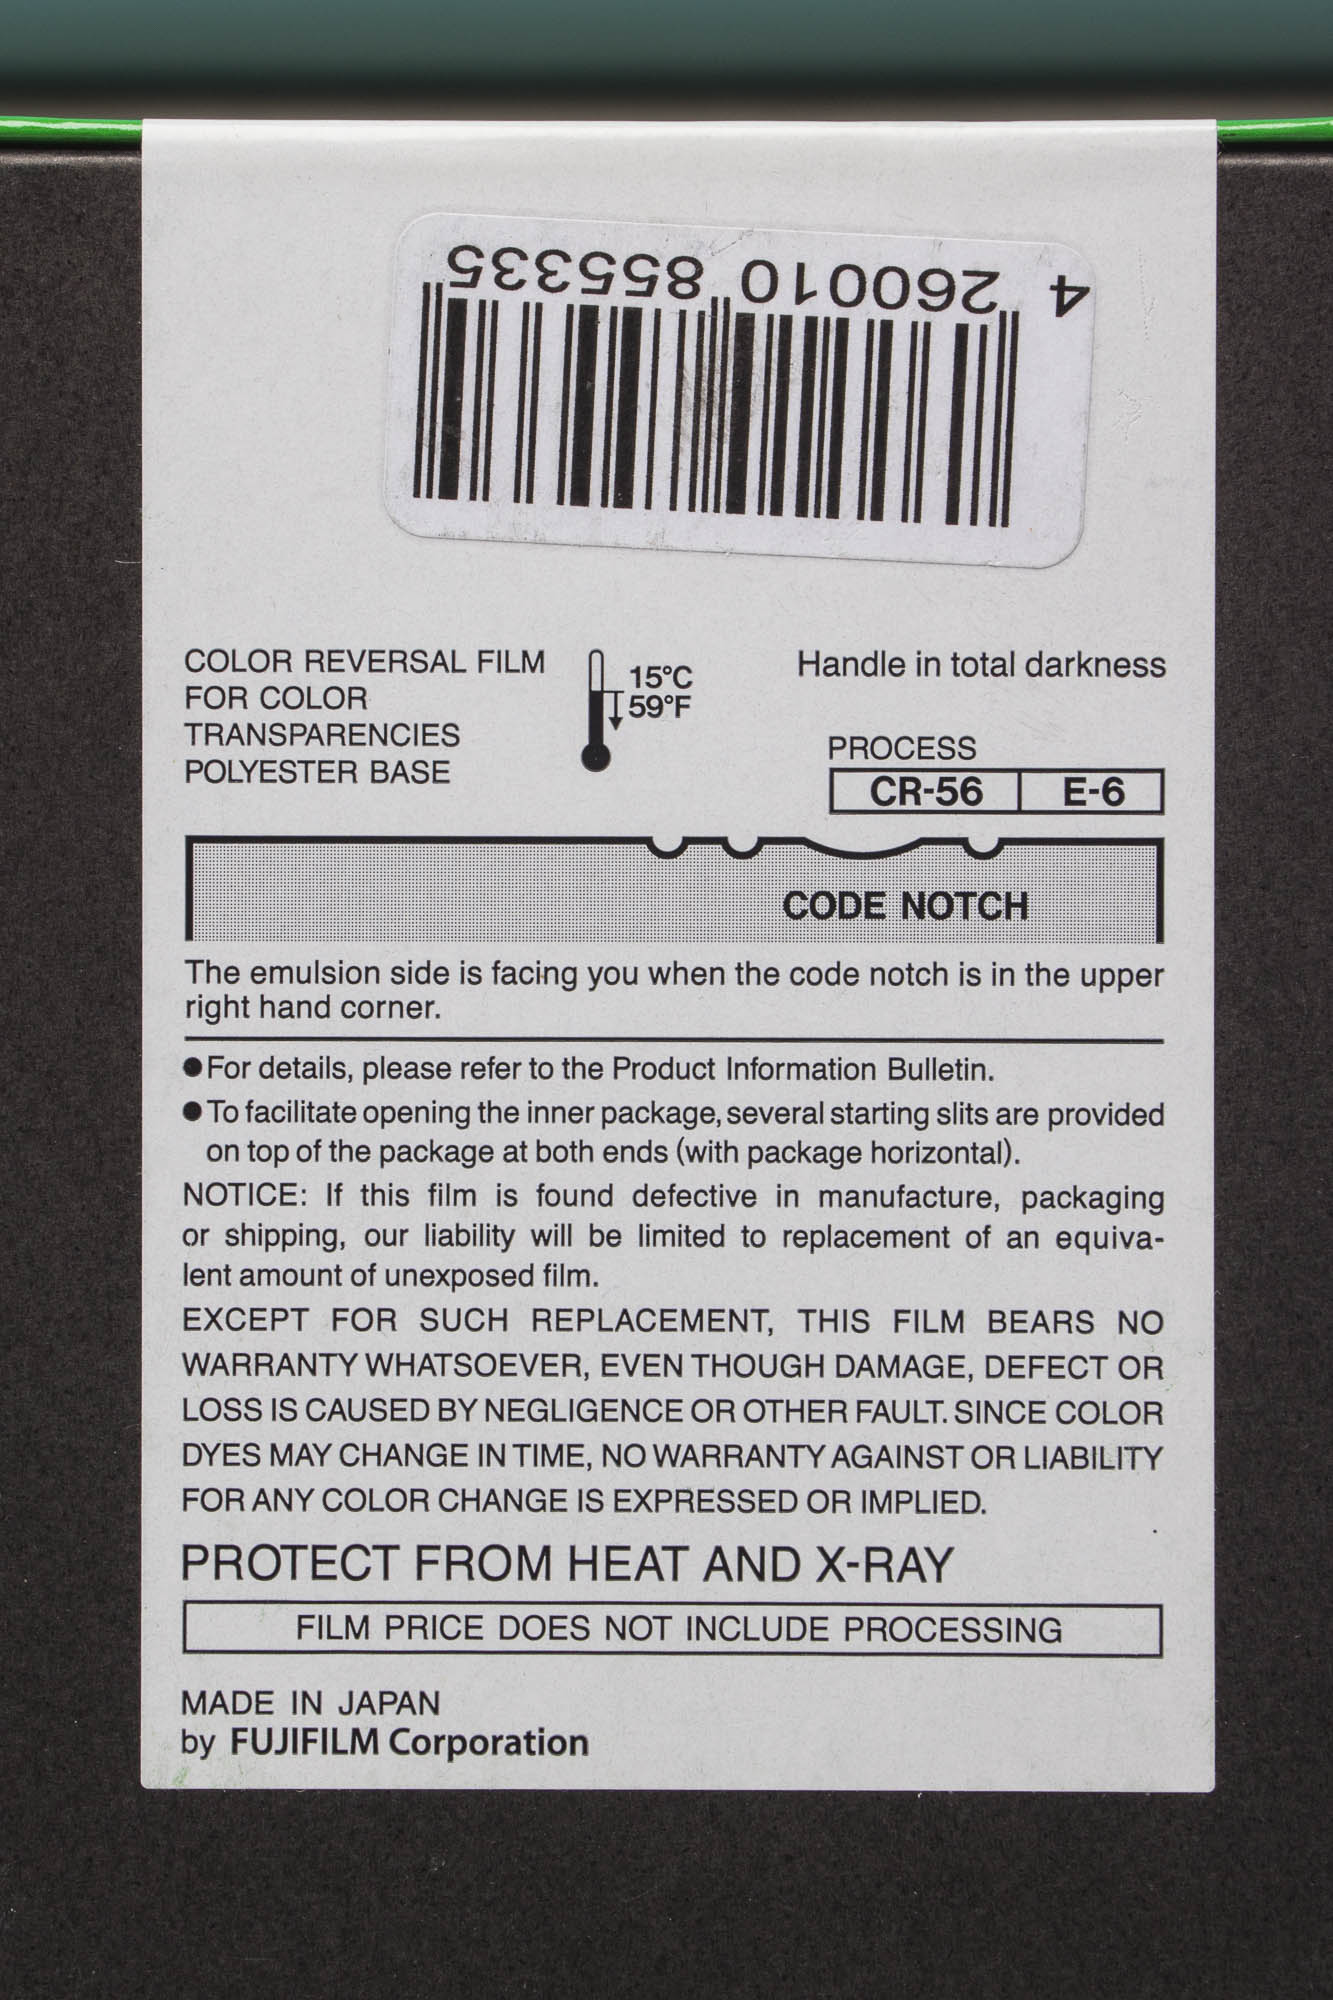 4 260010 855335
COLOR REVERSAL FILM
FOR COLOR
TRANSPARENCIES
POLYESTER BASE
15°C
59°F
Handle in total darkness
PROCESS
CR-56 E-6
CODE NOTCH
The emulsion side is facing you when the code notch is in the upper
right hand corner.
●For details, please refer to the Product Information Bulletin.
●To facilitate opening the inner package, several starting slits are provided
on top of the package at both ends (with package horizontal).
NOTICE: If this film is found defective in manufacture, packaging
or shipping, our liability will be limited to replacement of an equiva-
lent amount of unexposed film.
EXCEPT FOR SUCH REPLACEMENT, THIS FILM BEARS NO
WARRANTY WHATSOEVER, EVEN THOUGH DAMAGE, DEFECT OR
LOSS IS CAUSED BY NEGLIGENCE OR OTHER FAULT. SINCE COLOR
DYES MAY CHANGE IN TIME, NO WARRANTY AGAINST OR LIABILITY
FOR ANY COLOR CHANGE IS EXPRESSED OR IMPLIED.
PROTECT FROM HEAT AND X-RAY
FILM PRICE DOES NOT INCLUDE PROCESSING
MADE IN JAPAN
by FUJIFILM Corporation